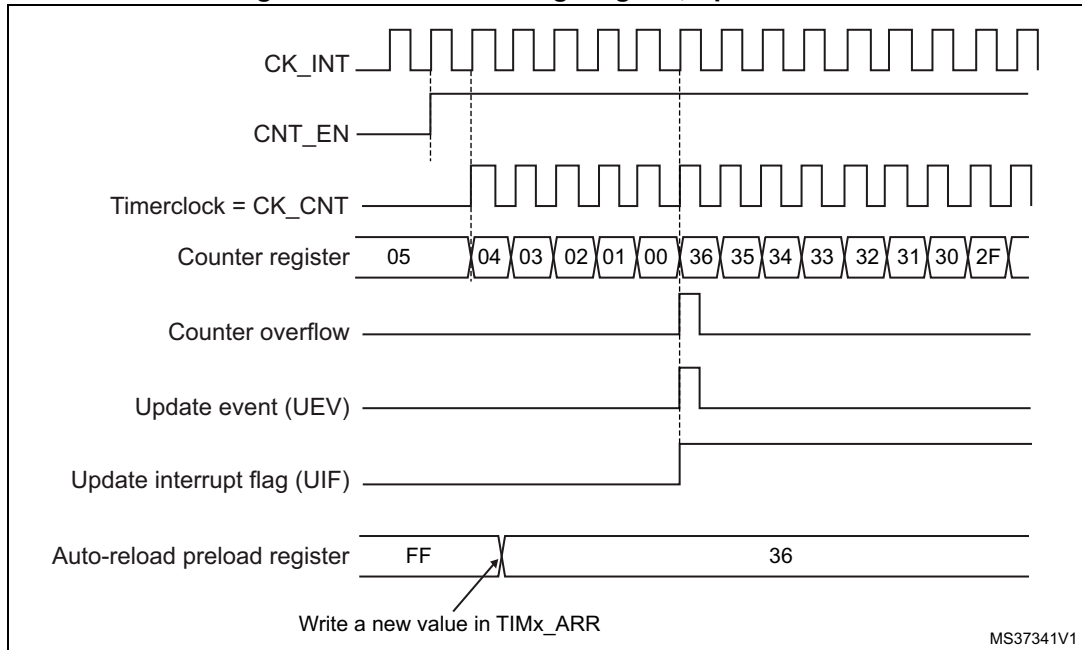 CK_INT
CNT_EN
Timerclock = CK_CNT
Counter register 05 04 03 02 01 00 36 35 34 33 32 31 30 2F
Counter overflow
Update event (UEV)
Update interrupt flag (UIF)
Auto-reload preload register FF 36
Write a new value in TIMx_ARR
MS37341V1